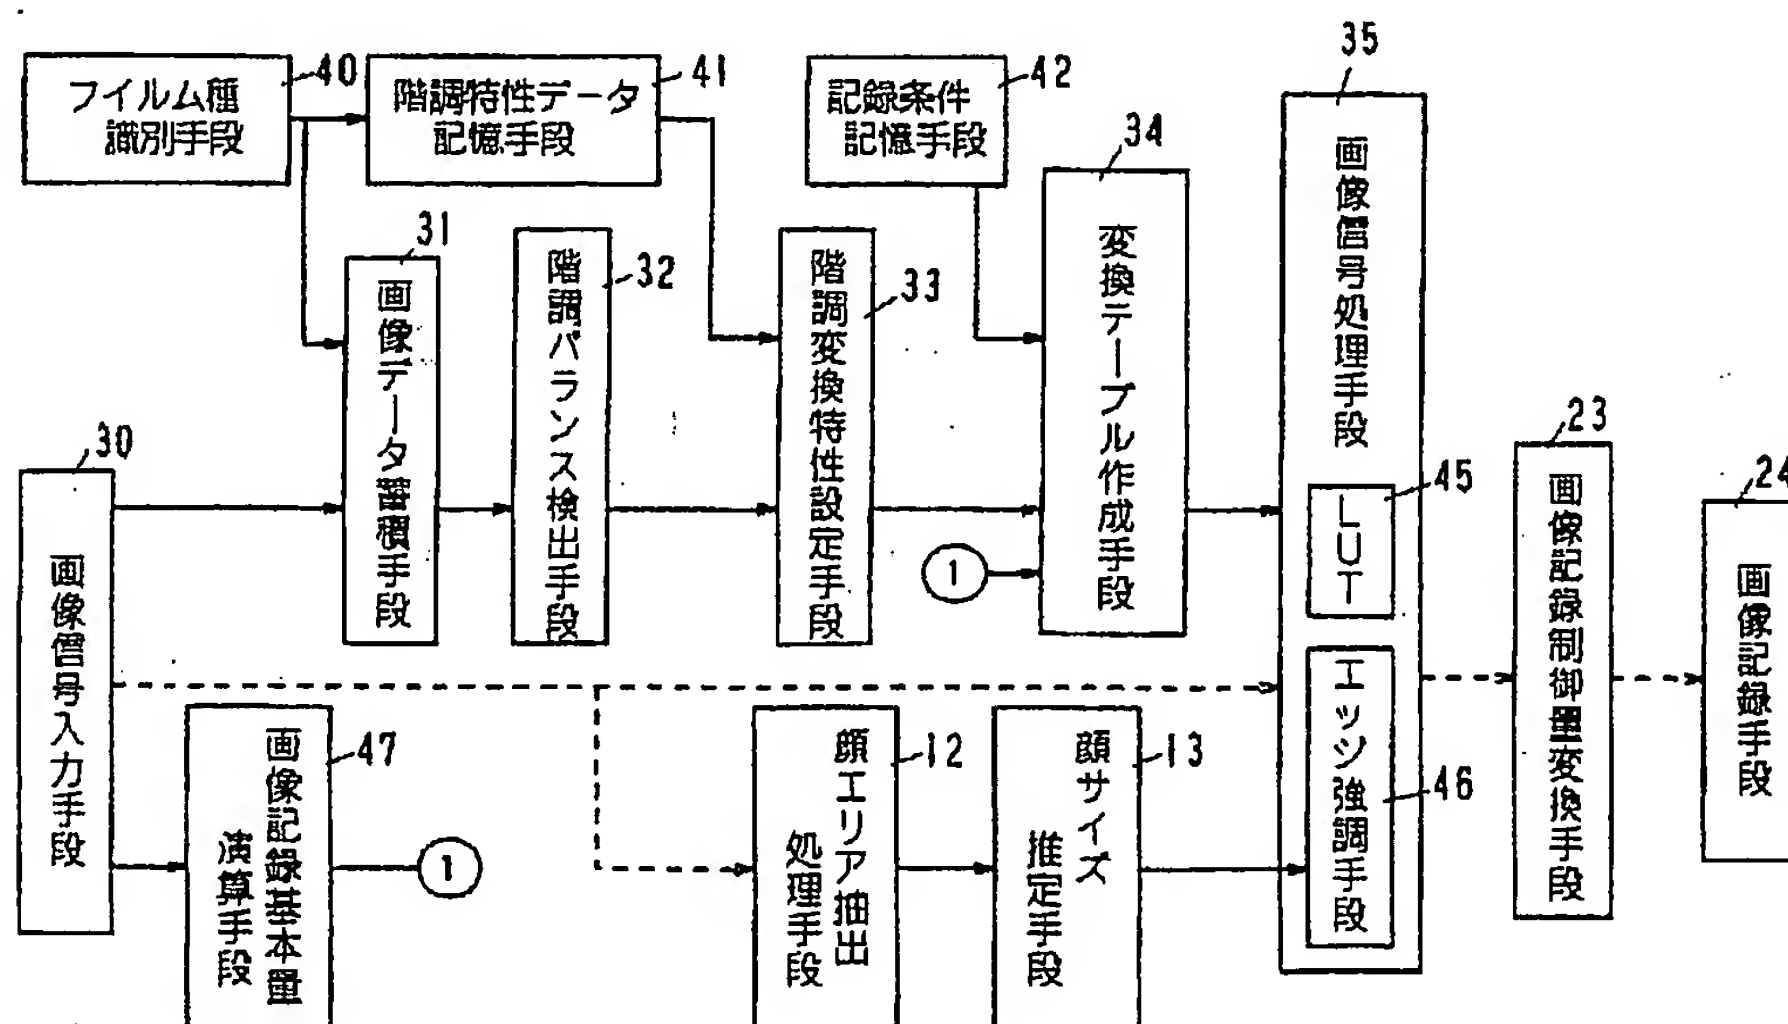 フイルム種
識別手段
40
階調特性データ
記憶手段
41
記録条件
記憶手段
42
35
画像信号処理手段
34
変換テーブル作成手段
31
画像データ蓄積手段
32
階調バランス検出手段
33
階調変換特性設定手段
30
画像信号入力手段
1
45
LUT
エッジ強調手段
46
23
画像記録制御量変換手段
24
画像記録手段
47
画像記録基本量
演算手段
1
12
顔エリア抽出
処理手段
13
顔サイズ
推定手段